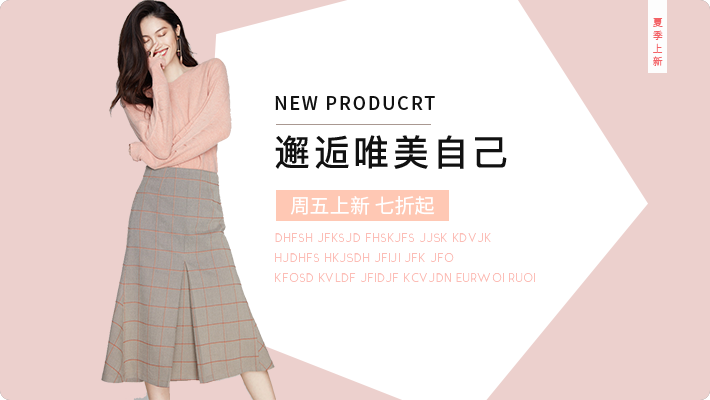 夏季上新
NEW PRODUCRT
邂逅唯美自己
周五上新 七折起
DHFSH JFKSJD FHSKJFS JJSK KDVJK
HJDHFS HKJSDH JFIJI JFK JFO
KFOSD KVLDF JFIDJF KCVJDN EURWOI RUOI